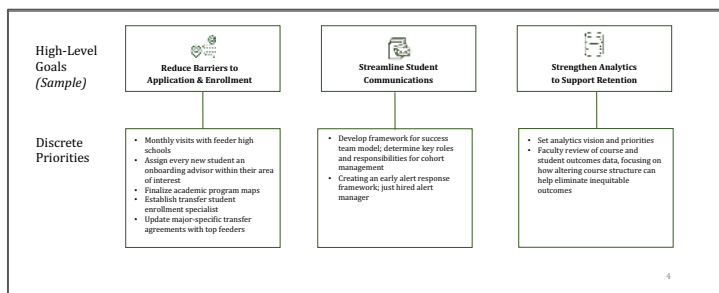 High-Level
Goals
(Sample)
Reduce Barriers to
Application & Enrollment
Streamline Student
Communications
Strengthen Analytics
to Support Retention
Discrete
Priorities
• Monthly visits with feeder high
schools
• Assign every new student an
onboarding advisor within their area
of interest
• Finalize academic program maps
• Establish transfer student
enrollment specialist
• Update major-specific transfer
agreements with top feeders
• Develop framework for success
team model; determine key roles
and responsibilities for cohort
management
• Creating an early alert response
framework; just hired alert
manager
• Set analytics vision and priorities
• Faculty review of course and
student outcomes data, focusing on
how altering course structure can
help eliminate inequitable
outcomes
4